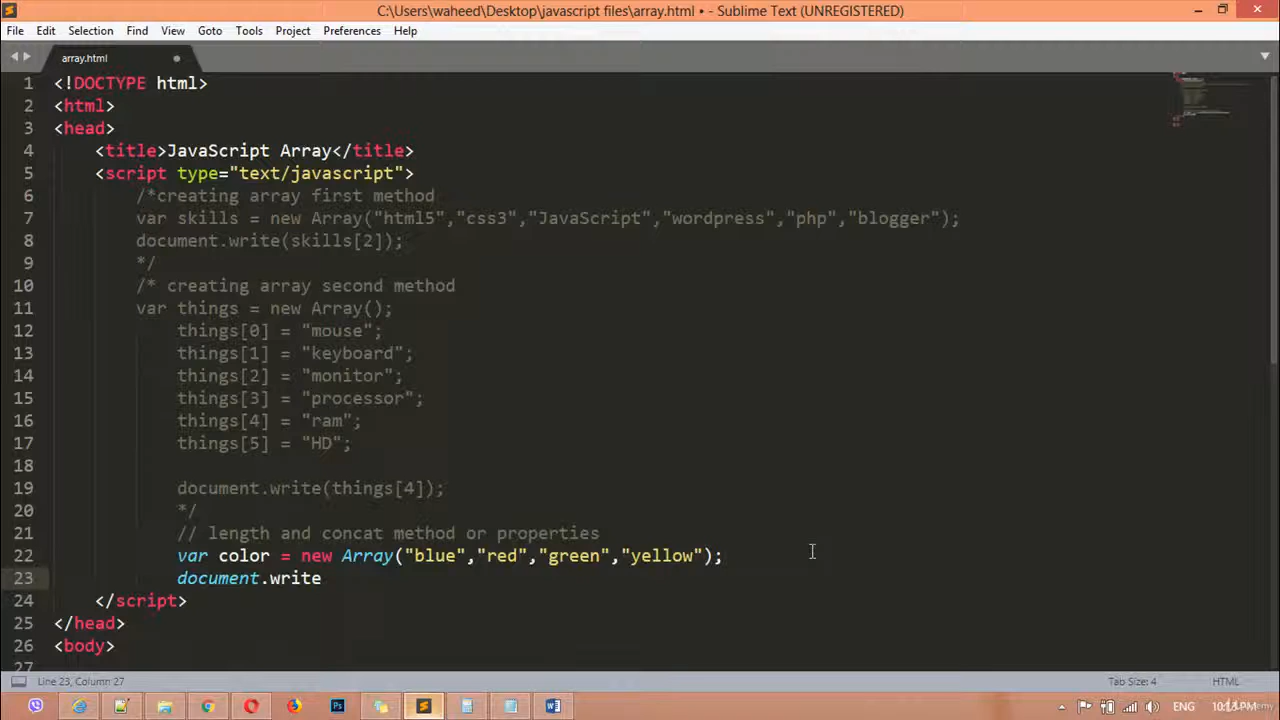 C:\Users\waheed\Desktop\javascript files\array.html • - Sublime Text (UNREGISTERED)
File Edit Selection View Goto Tools Project Preferences Help
array.html
1 <!DOCTYPE html>
2 <html>
3 <head>
4 <title>JavaScript Array</title>
5 <script type="text/javascript">
6 /*creating array first method
7 var skills = new Array("html5","css3","JavaScript","wordpress","php","blogger");
8 document.write(skills[2]);
9 */
10 /* creating array second method
11 var things = new Array();
12 things[0] = "mouse";
13 things[1] = "keyboard";
14 things[2] = "monitor";
15 things[3] = "processor";
16 things[4] = "ram";
17 things[5] = "HD";
18
19 document.write(things[4]);
20 */
21 // length and concat method or properties
22 var color = new Array("blue","red","green","yellow");
23 document.write
24 </script>
25 </head>
26 <body>
27
Line 23, Column 27 Tab Size: 4 HTML
ENG